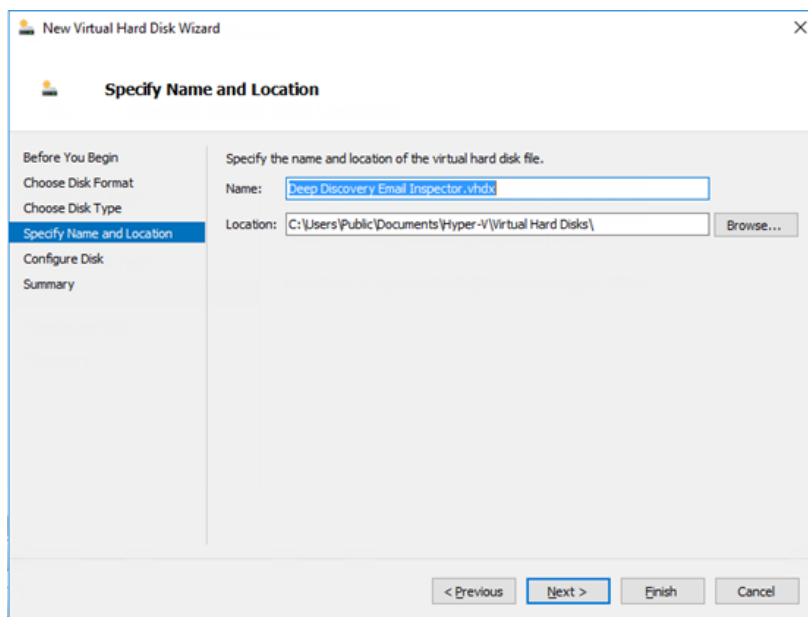 New Virtual Hard Disk Wizard
Specify Name and Location
Before You Begin
Choose Disk Format
Choose Disk Type
Specify Name and Location
Configure Disk
Summary
Specify the name and location of the virtual hard disk file.
Name: Deep Discovery Email Inspector.vhdx
Location: C:\Users\Public\Documents\Hyper-V\Virtual Hard Disks\ Browse...
< Previous Next > Finish Cancel